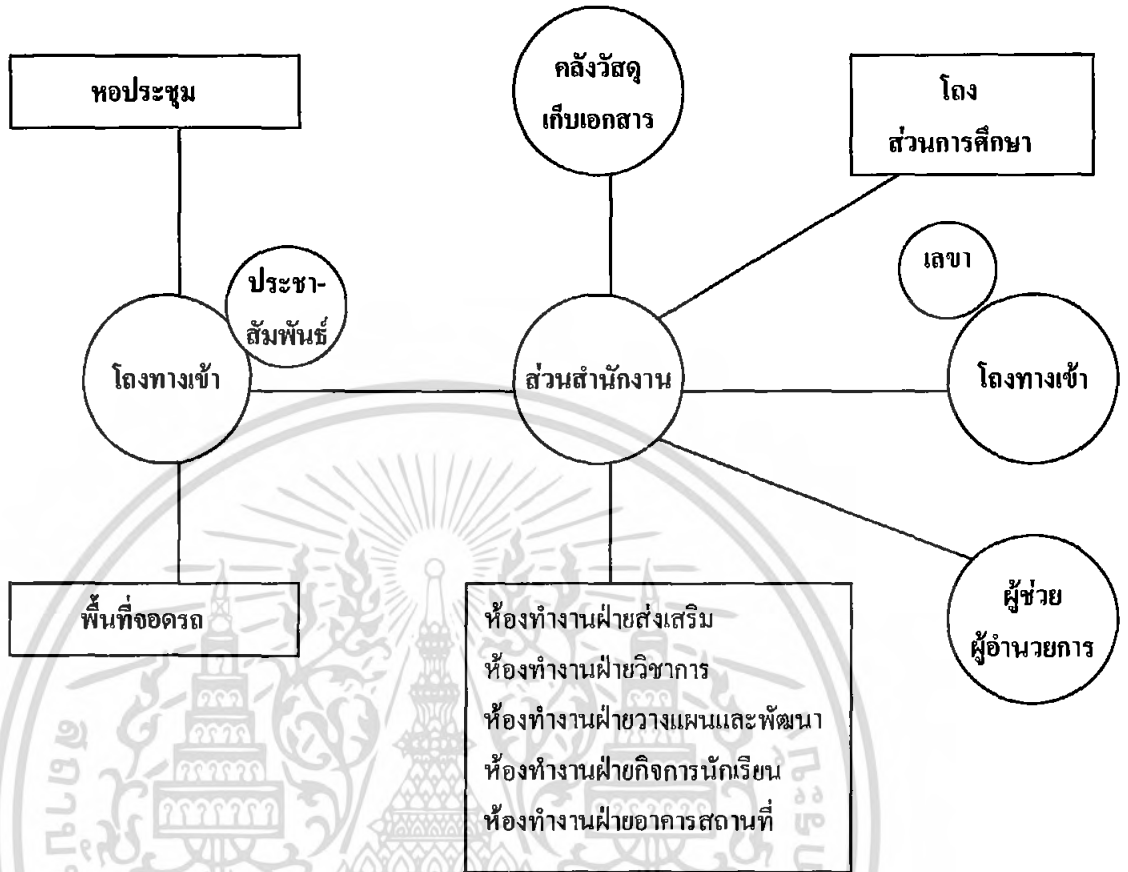 หอประชุม
คลังวัสดุ
เก็บเอกสาร
โถง
ส่วนการศึกษา
ประชา-
สัมพันธ์
เลขา
โถงทางเข้า
ส่วนสำนักงาน
โถงทางเข้า
พื้นที่จอดรถ
ห้องทำงานฝ่ายส่งเสริม
ห้องทำงานฝ่ายวิชาการ
ห้องทำงานฝ่ายวางแผนและพัฒนา
ห้องทำงานฝ่ายกิจการนักเรียน
ห้องทำงานฝ่ายอาคารสถานที่
ผู้ช่วย
ผู้อำนวยการ